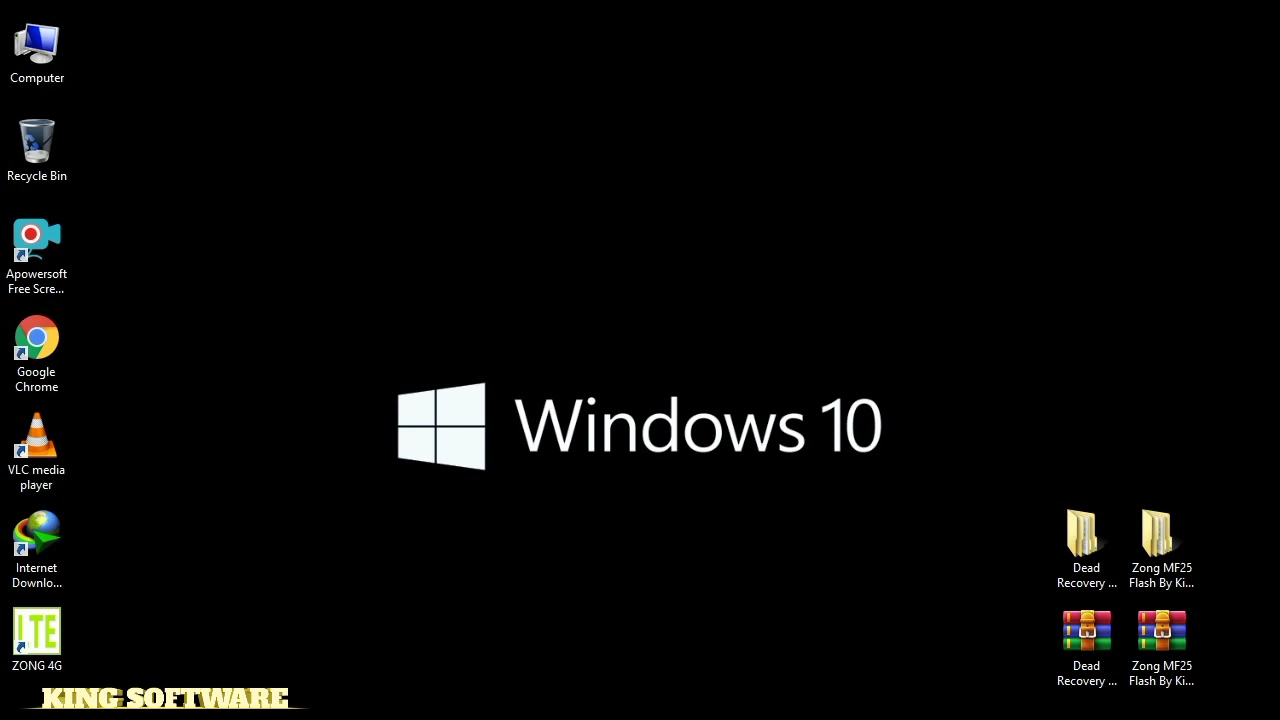 Computer
Recycle Bin
Apowersoft
Free Scre...
Google
Chrome
VLC media
player
Internet
Downlo...
LTE
ZONG 4G
KING SOFTWARE
Windows 10
Dead
Recovery ...
Zong MF25
Flash By Ki...
Dead
Recovery ...
Zong MF25
Flash By Ki...